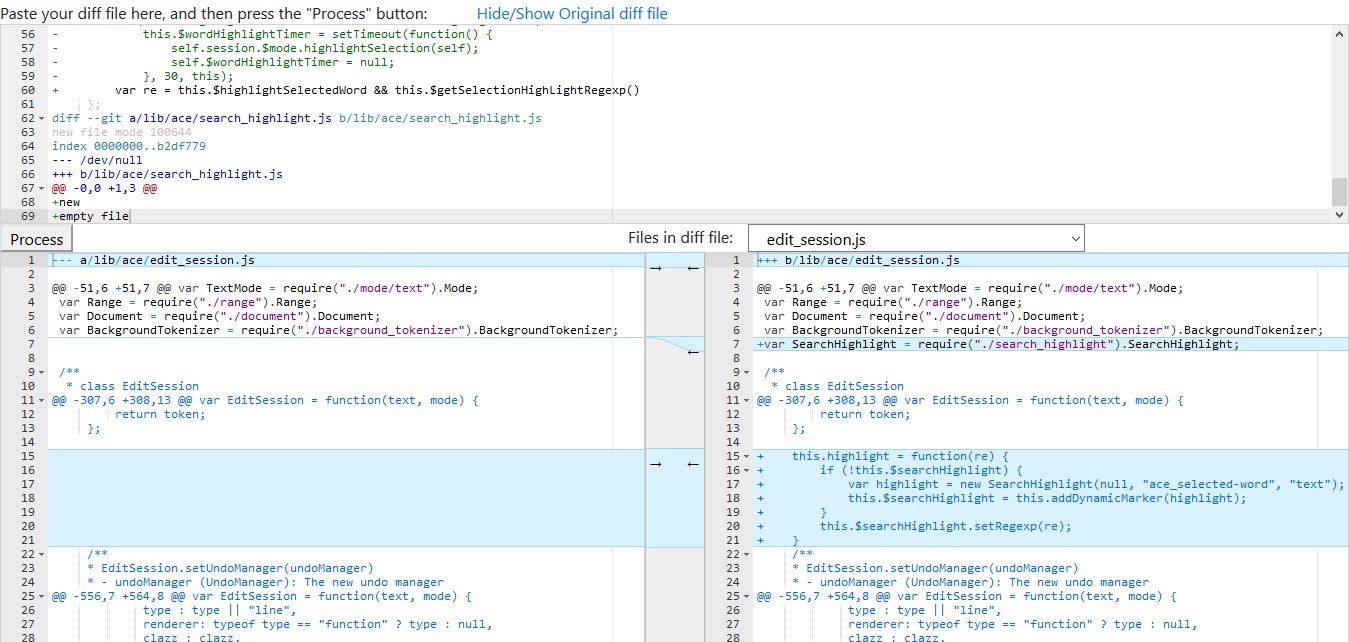 Paste your diff file here, and then press the "Process" button: Hide/Show Original diff file
56 - this.$wordHighlightTimer = setTimeout(function() {
57 - self.session.$mode.highlightSelection(self);
58 - self.$wordHighlightTimer = null;
59 - }, 30, this);
60 + var re = this.$highlightSelectedWord && this.$getSelectionHighLightRegexp()
61 };
62 diff --git a/lib/ace/search_highlight.js b/lib/ace/search_highlight.js
63 new file mode 100644
64 index 0000000..b2df779
65 --- /dev/null
66 +++ b/lib/ace/search_highlight.js
67 @@ -0,0 +1,3 @@
68 +new
69 +empty file
Process Files in diff file: edit_session.js
1 --- a/lib/ace/edit_session.js
2
3 @@ -51,6 +51,7 @@ var TextMode = require("./mode/text").Mode;
4 var Range = require("./range").Range;
5 var Document = require("./document").Document;
6 var BackgroundTokenizer = require("./background_tokenizer").BackgroundTokenizer;
7
8
9 /**
10 * class EditSession
11 @@ -307,6 +308,13 @@ var EditSession = function(text, mode) {
12 return token;
13 };
14
15
16
17
18
19
20
21
22 /**
23 * EditSession.setUndoManager(undoManager)
24 * - undoManager (UndoManager): The new undo manager
25 @@ -556,7 +564,8 @@ var EditSession = function(text, mode) {
26 type : type || "line",
27 renderer: typeof type == "function" ? type : null,
28 clazz : clazz,
→ ←
←
→ ←
1 +++ b/lib/ace/edit_session.js
2
3 @@ -51,6 +51,7 @@ var TextMode = require("./mode/text").Mode;
4 var Range = require("./range").Range;
5 var Document = require("./document").Document;
6 var BackgroundTokenizer = require("./background_tokenizer").BackgroundTokenizer;
7 +var SearchHighlight = require("./search_highlight").SearchHighlight;
8
9 /**
10 * class EditSession
11 @@ -307,6 +308,13 @@ var EditSession = function(text, mode) {
12 return token;
13 };
14
15 + this.highlight = function(re) {
16 + if (!this.$searchHighlight) {
17 + var highlight = new SearchHighlight(null, "ace_selected-word", "text");
18 + this.$searchHighlight = this.addDynamicMarker(highlight);
19 + }
20 + this.$searchHighlight.setRegexp(re);
21 + }
22 /**
23 * EditSession.setUndoManager(undoManager)
24 * - undoManager (UndoManager): The new undo manager
25 @@ -556,7 +564,8 @@ var EditSession = function(text, mode) {
26 type : type || "line",
27 renderer: typeof type == "function" ? type : null,
28 clazz : clazz,